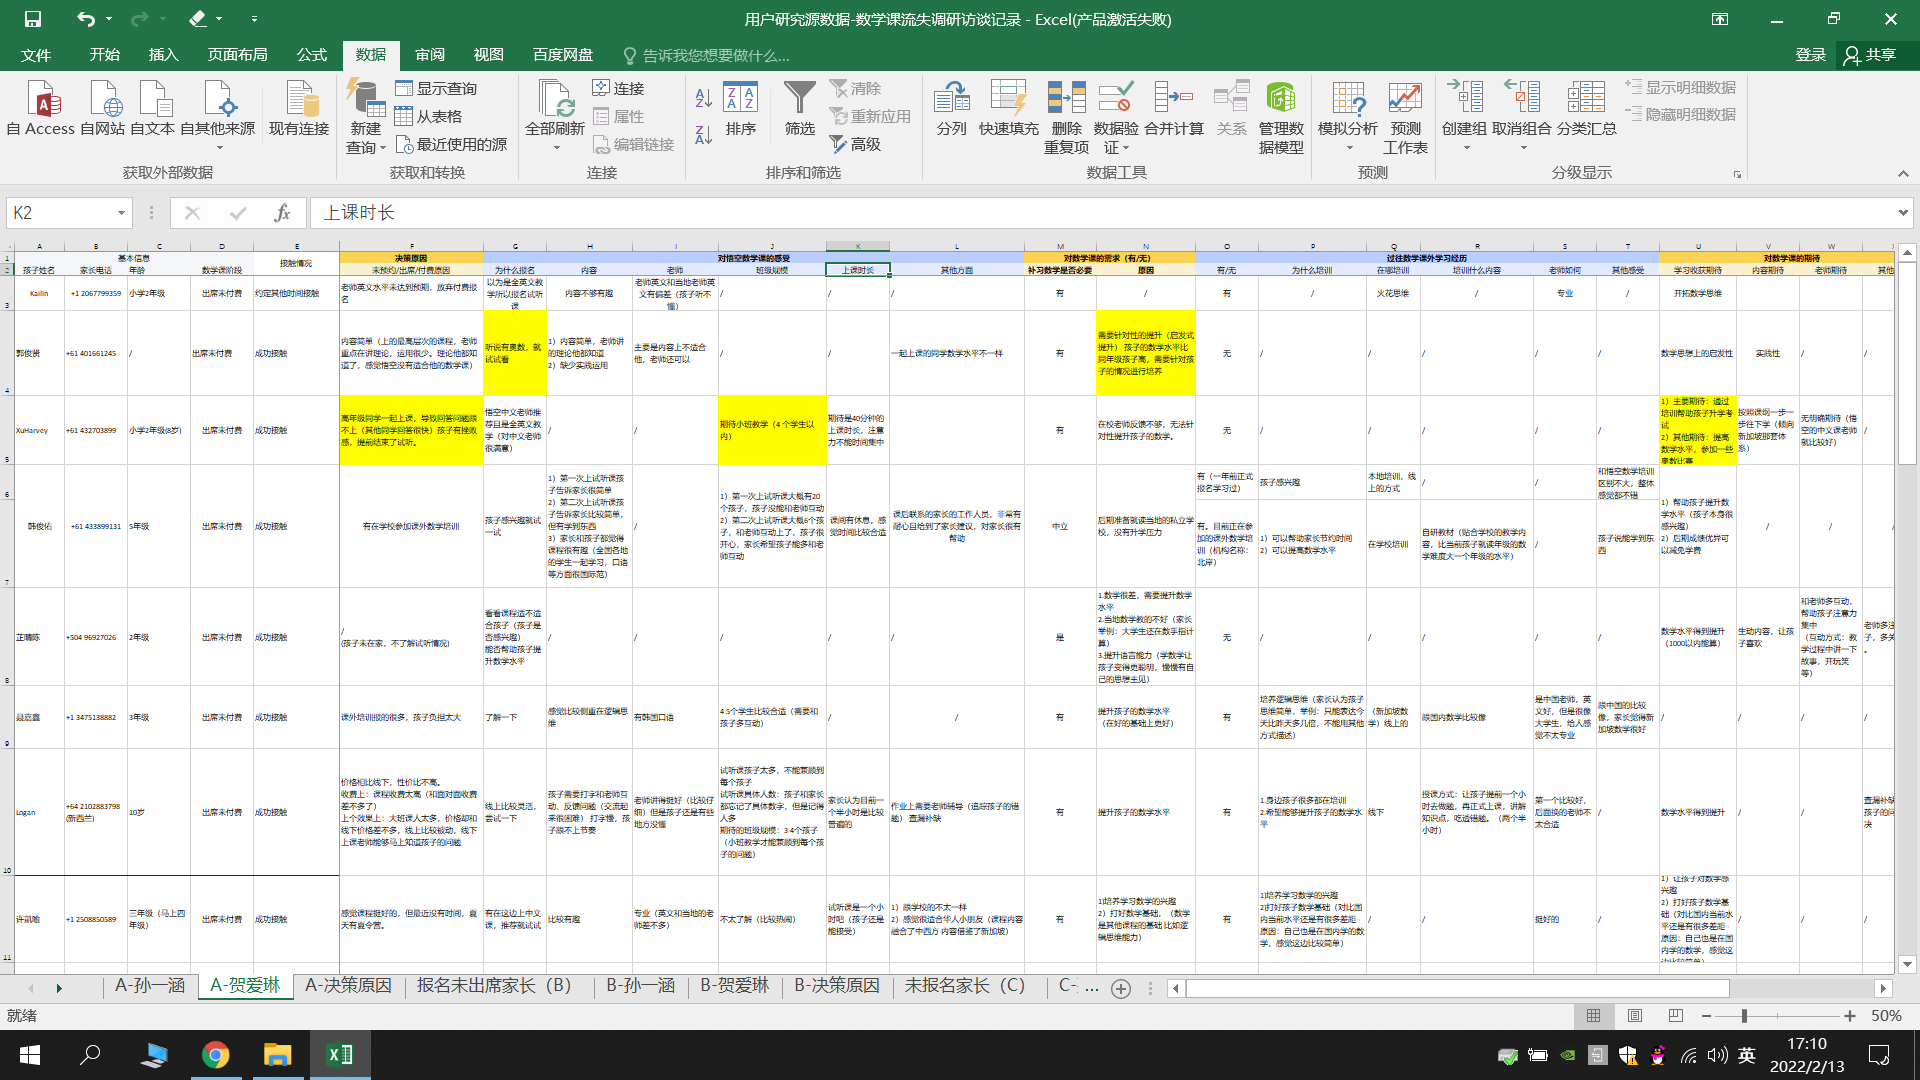 用户研究源数据-数学课流失调研访谈记录 - Excel(产品激活失败)
文件 开始 插入 页面布局 公式 数据 审阅 视图 百度网盘 告诉我您想要做什么... 登录 共享
自 Access 自网站 自文本 自其他来源 现有连接 新建查询 显示查询 从表格 最近使用的源 全部刷新 连接 属性 编辑链接 排序 筛选 清除 重新应用 高级 分列 快速填充 删除重复项 数据验证 合并计算 关系 管理数据模型 模拟分析 预测工作表 创建组 取消组合 分类汇总 显示明细数据 隐藏明细数据
获取外部数据 获取和转换 连接 排序和筛选 数据工具 预测 分级显示
K2 上课时长
A B C D E F G H I J K L M N O P Q R S T U V W
1 基本信息 接触情况 决策原因 对悟空数学课的感受 对数学课的需求（有/无） 过往数学课外学习经历 对数学课的期待
2 孩子姓名 家长电话 年龄 数学课阶段 未预约/出席/付费原因 为什么报名 内容 老师 班级规模 上课时长 其他方面 补习数学是否必要 原因 有/无 为什么培训 在哪培训 培训什么内容 老师如何 其他感受 学习收获期待 内容期待 老师期待 其他
3 Kailin +1 2067799359 小学2年级 出席未付费 约定其他时间接触 老师英文水平未达到预期，放弃付费报名 以为是全英文教学所以报名试听课 内容不够有趣 老师英文和当地老师英文有偏差（孩子听不懂） / / / 有 / 有 / 火花思维 / 专业 / 开拓数学思维
4 郭俊贤 +61 401661245 / 出席未付费 成功接触 内容简单（上的最高层次的课程，老师重点在讲理论，运用很少。理论他都知道了，感觉悟空没有适合他的数学课） 听说有奥数，就试试看 1）内容简单，老师讲的理论他都知道 2）缺少实践运用 主要是内容上不适合他，老师还可以 / / 一起上课的同学数学水平不一样 有 需要针对性的提升（启发式提升） 孩子的数学水平比同年级孩子高，需要针对孩子的情况进行培养 无 / / / / / 数学思想上的启发性 实践性 / /
5 XuHarvey +61 432703899 小学2年级(8岁) 出席未付费 成功接触 高年级同学一起上课，导致回答问题跟不上（其他同学回答很快）孩子有挫败感，提前结束了试听。 悟空中文老师推荐且是全英文教学（对中文老师很满意） / / 期待小班教学（4 个学生以内） 期待是40分钟的上课时长，注意力不能时间集中 有 在校老师反馈不够，无法针对性提升孩子的数学。 无 / / / / / 1）主要期待：通过培训帮助孩子升学考试 2）其他期待：提高数学水平，参加一些奥数比赛 按照课纲一步一步往下学（倾向新加坡那套体系） 无明确期待（悟空的中文课老师就比较好） /
6 有（一年前正式报名学习过） 孩子感兴趣 本地培训，线上的方式 / / 和悟空数学培训区别不大，整体感觉都不错
7 韩俊佑 +61 433899131 5年级 出席未付费 成功接触 有在学校参加课外数学培训 孩子感兴趣就试一试 1）第一次上试听课孩子告诉家长很简单 2）第二次上试听课孩子告诉家长比较简单，但有学到东西 3）家长和孩子都觉得课程很有趣（全国各地的学生一起学习，口语等方面很国际范） / 1）第一次上试听课大概有20个孩子，孩子没能和老师互动 2）第二次上试听课大概6个孩子，和老师互动上了，孩子很开心，家长希望孩子能多和老师互动 课间有休息，感觉时间比较合适 课后联系的家长的工作人员，非常有耐心且给到了家长建议，对家长很有帮助 中立 后期准备就读当地的私立学校，没有升学压力 有。目前正在参加的课外数学培训（机构名称：北岸） 1）可以帮助家长节约时间 2）可以提高数学水平 在学校培训 自研教材（贴合学校的教学内容，比当前孩子就读年级的数学难度大一个年级的水平） / 孩子说能学到东西 1）帮助孩子提升数学水平（孩子本身很感兴趣） 2）后期成绩优异可以减免学费 / / /
8 芷晴陈 +504 96927026 2年级 出席未付费 成功接触 / (孩子未在家，不了解试听情况) 看看课程适不适合孩子（孩子是否感兴趣） 能否帮助孩子提升数学水平 / / / / / 是 1.数学很差，需要提升数学水平 2.当地数学教的不好（家长举例：大学生还在数手指计算） 3.提升语言能力（学数学让孩子变得更聪明，慢慢有自己的思想主见） 无 / / / / / 数学水平得到提升（1000以内能算） 生动内容，让孩子喜欢 和老师多互动，帮助孩子注意力集中（互动方式：教学过程中讲一下故事，开玩笑等） 老师多注 子，多关 。
9 聂嘉鑫 +1 3475138882 3年级 出席未付费 成功接触 课外培训报的很多，孩子负担太大 了解一下 感觉比较侧重在逻辑思维 有韩国口语 4-5个学生比较合适（需要和孩子多互动） / / 有 提升孩子的数学水平（在好的基础上更好） 有 培养逻辑思维（家长认为孩子思维简单，举例：只能表达今天比昨天多几倍，不能用其他方式描述） （新加坡数学）线上的 跟国内数学比较像 是中国老师，英文好，但是很像大学生，给人感觉不太专业 跟中国的比较像，家长觉得新加坡数学很好 / / / /
10 Logan +64 2102883798 (新西兰) 10岁 出席未付费 成功接触 价格相比线下，性价比不高。 收费上：课程收费太高（和面对面收费差不多了） 上个效果上：大班课人太多，价格却和线下价格差不多，线上比较被动，线下上课老师能够马上知道孩子的问题 线上比较灵活，尝试一下 孩子需要打字和老师互动、反馈问题（交流起来很困难） 打字慢，孩子跟不上节奏 老师讲得挺好（比较仔细）但是孩子还是有些地方没懂 试听课孩子太多，不能兼顾到每个孩子 试听课具体人数：孩子和家长都忘记了具体数字，但是记得人多 期待的班级规模：3-4个孩子（小班教学才能兼顾到每个孩子的问题） 家长认为目前一个半小时是比较普遍的 作业上需要老师辅导（追踪孩子的错题） 查漏补缺 有 提升孩子的数学水平 有 1.身边孩子很多都在培训 2.希望能够提升孩子的数学水平 线下 授课方式：让孩子提前一个小时去做题，再正式上课，讲解知识点，吃透错题。（两个半小时） 第一个比较好，后面换的老师不太合适 / 数学水平得到提升 / / 查漏补缺 孩子的问 决
11 许凯喻 +1 2508850589 三年级（马上四年级） 出席未付费 成功接触 感觉课程挺好的，但最近没有时间，夏天有夏令营。 有在这边上中文课，推荐就试试 比较有趣 专业（英文和当地的老师差不多） 不太了解（比较热闹） 试听课是一个小时吧（孩子还是能接受） 1）跟学校的不太一样 2）感觉很适合华人小朋友（课程内容融合了中西方 内容借鉴了新加坡） 有 1培养学习数学的兴趣 2）打好数学基础，（数学是其他课程的基础 比如逻辑思维能力） 有 1培养学习数学的兴趣 2)打好孩子数学基础（对比国内当前水平还是有很多差距 原因：自己也是在国内学的数学，感觉这边比较简单） / / 挺好的 / 1）让孩子对数学感兴趣 2）打好孩子数学基础（对比国内当前水平还是有很多差距 原因：自己也是在国内学的数学，感觉这边比较简单） / / /
A-孙一涵 A-贺爱琳 A-决策原因 报名未出席家长（B） B-孙一涵 B-贺爱琳 B-决策原因 未报名家长（C） C- ...
就绪 50%
英 17:10
2022/2/13